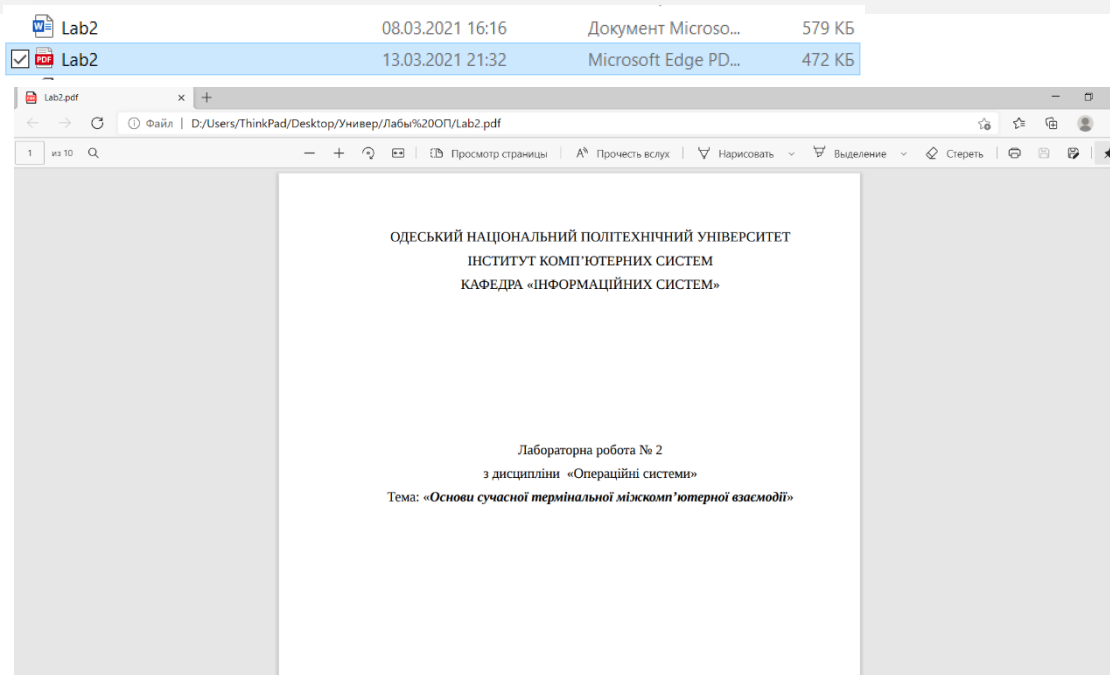 Lab2 08.03.2021 16:16 Документ Microso... 579 КБ
PDF Lab2 13.03.2021 21:32 Microsoft Edge PD... 472 КБ
Lab2.pdf
Файл | D:/Users/ThinkPad/Desktop/Универ/Лабы%20ОП/Lab2.pdf
1 из 10 Просмотр страницы Прочесть вслух Нарисовать Выделение Стереть
ОДЕСЬКИЙ НАЦІОНАЛЬНИЙ ПОЛІТЕХНІЧНИЙ УНІВЕРСИТЕТ
ІНСТИТУТ КОМП’ЮТЕРНИХ СИСТЕМ
КАФЕДРА «ІНФОРМАЦІЙНИХ СИСТЕМ»
Лабораторна робота № 2
з дисципліни «Операційні системи»
Тема: «Основи сучасної термінальної міжкомп’ютерної взаємодії»